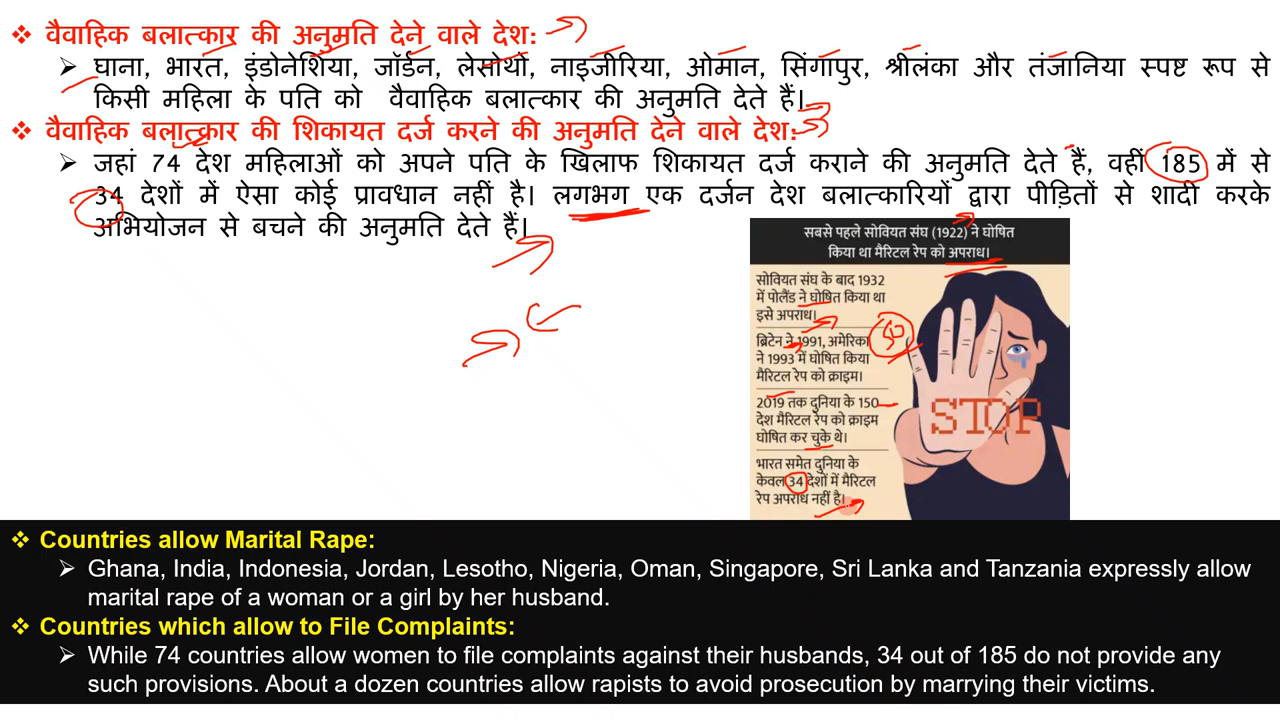 ❖ वैवाहिक बलात्कार की अनुमति देने वाले देश:
➢ घाना, भारत, इंडोनेशिया, जॉर्डन, लेसोथो, नाइजीरिया, ओमान, सिंगापुर, श्रीलंका और तंजानिया स्पष्ट रूप से
किसी महिला के पति को वैवाहिक बलात्कार की अनुमति देते हैं।
❖ वैवाहिक बलात्कार की शिकायत दर्ज करने की अनुमति देने वाले देश:
➢ जहां 74 देश महिलाओं को अपने पति के खिलाफ शिकायत दर्ज कराने की अनुमति देते हैं, वहीं 185 में से
34 देशों में ऐसा कोई प्रावधान नहीं है। लगभग एक दर्जन देश बलात्कारियों द्वारा पीड़ितों से शादी करके
अभियोजन से बचने की अनुमति देते हैं।
सबसे पहले सोवियत संघ (1922) ने घोषित
किया था मैरिटल रेप को अपराध।
सोवियत संघ के बाद 1932
में पोलैंड ने घोषित किया था
इसे अपराध।
ब्रिटेन ने 1991, अमेरिका
ने 1993 में घोषित किया
मैरिटल रेप को क्राइम।
50
2019 तक दुनिया के 150
देश मैरिटल रेप को क्राइम
घोषित कर चुके थे।
भारत समेत दुनिया के
केवल 34 देशों में मैरिटल
रेप अपराध नहीं है।
STOP
❖ Countries allow Marital Rape:
➢ Ghana, India, Indonesia, Jordan, Lesotho, Nigeria, Oman, Singapore, Sri Lanka and Tanzania expressly allow
marital rape of a woman or a girl by her husband.
❖ Countries which allow to File Complaints:
➢ While 74 countries allow women to file complaints against their husbands, 34 out of 185 do not provide any
such provisions. About a dozen countries allow rapists to avoid prosecution by marrying their victims.